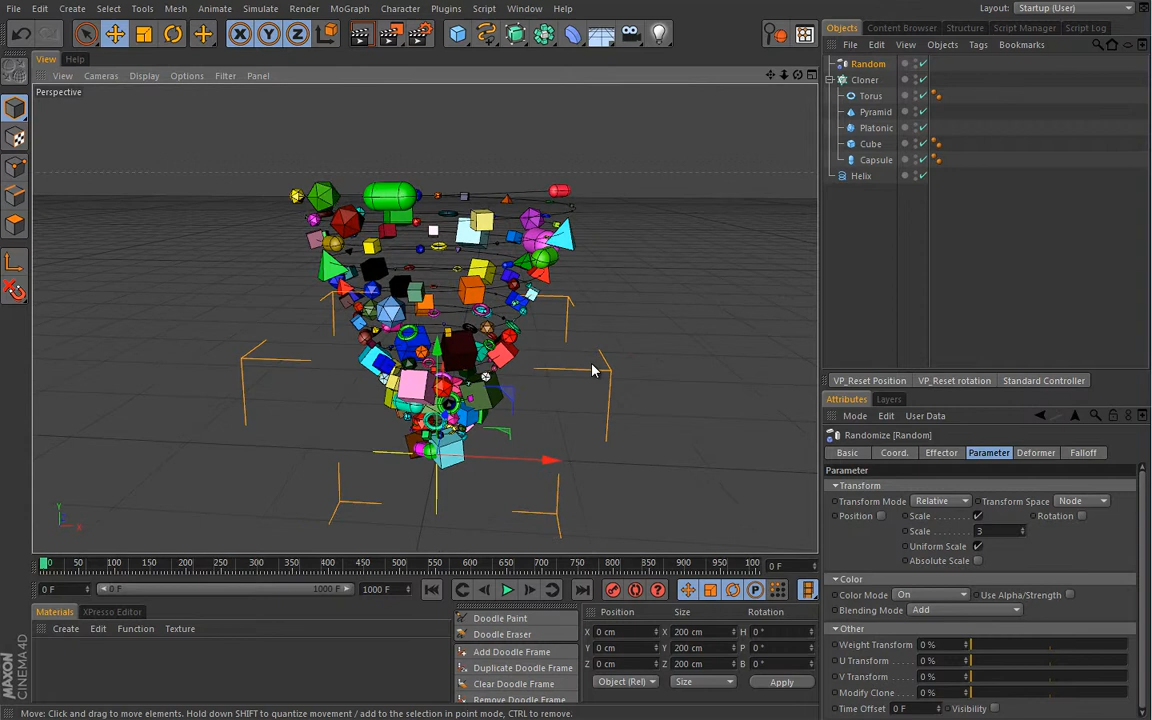 File Edit Create Select Tools Mesh Snap Animate Simulate Render MoGraph Character Plugins Script Window Help Layout: Startup (User)
View Help
Objects Content Browser Structure Script Manager Script Log
View Cameras Display Options Filter Panel
File Edit View Objects Tags Bookmarks
Perspective
Random
Cloner
Torus
Pyramid
Platonic
Cube
Capsule
Helix
VP_Reset Position VP_Reset rotation Standard Controller
Attributes Layers
Mode Edit User Data
Randomize [Random]
Basic Coord. Effector Parameter Deformer Falloff
Parameter
Transform
Transform Mode Relative Transform Space Node
Position Scale Rotation
Scale 3
Uniform Scale
Absolute Scale
Color
Color Mode On Use Alpha/Strength
Blending Mode Add
Other
Weight Transform 0 %
U Transform 0 %
V Transform 0 %
Modify Clone 0 %
Time Offset 0 F Visibility
Y
X
0 50 100 150 200 250 300 350 400 450 500 550 600 650 700 750 800 850 900 950 100 0 F
0 F 0 F 1000 F 1000 F
Materials XPresso Editor
Create Edit Function Texture
Doodle Paint
Doodle Eraser
Add Doodle Frame
Duplicate Doodle Frame
Clear Doodle Frame
Remove Doodle Frame
Position Size Rotation
X 0 cm X 200 cm H 0 °
Y 0 cm Y 200 cm P 0 °
Z 0 cm Z 200 cm B 0 °
Object (Rel) Size Apply
MAXON CINEMA4D
Move: Click and drag to move elements. Hold down SHIFT to quantize movement / add to the selection in point mode, CTRL to remove.